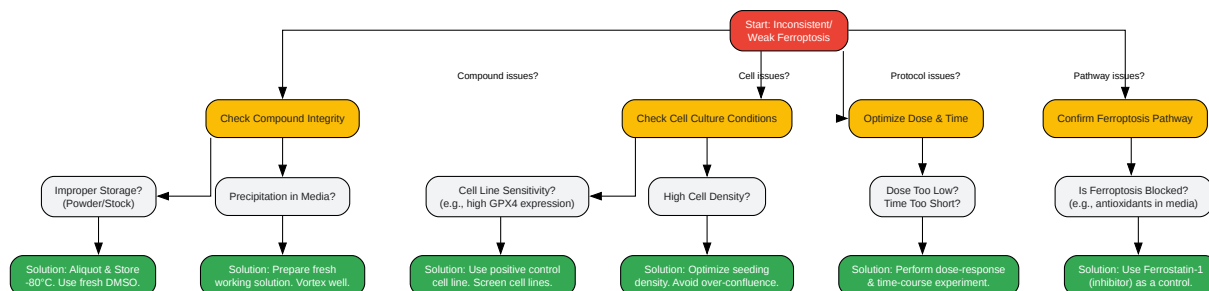 Start: Inconsistent/
Weak Ferroptosis
Compound issues?
Cell issues?
Protocol issues?
Pathway issues?
Check Compound Integrity
Check Cell Culture Conditions
Optimize Dose & Time
Confirm Ferroptosis Pathway
Improper Storage?
(Powder/Stock)
Precipitation in Media?
Cell Line Sensitivity?
(e.g., high GPX4 expression)
High Cell Density?
Dose Too Low?
Time Too Short?
Is Ferroptosis Blocked?
(e.g., antioxidants in media)
Solution: Aliquot & Store
-80°C. Use fresh DMSO.
Solution: Prepare fresh
working solution. Vortex well.
Solution: Use positive control
cell line. Screen cell lines.
Solution: Optimize seeding
density. Avoid over-confluence.
Solution: Perform dose-response
& time-course experiment.
Solution: Use Ferrostatin-1
(inhibitor) as a control.